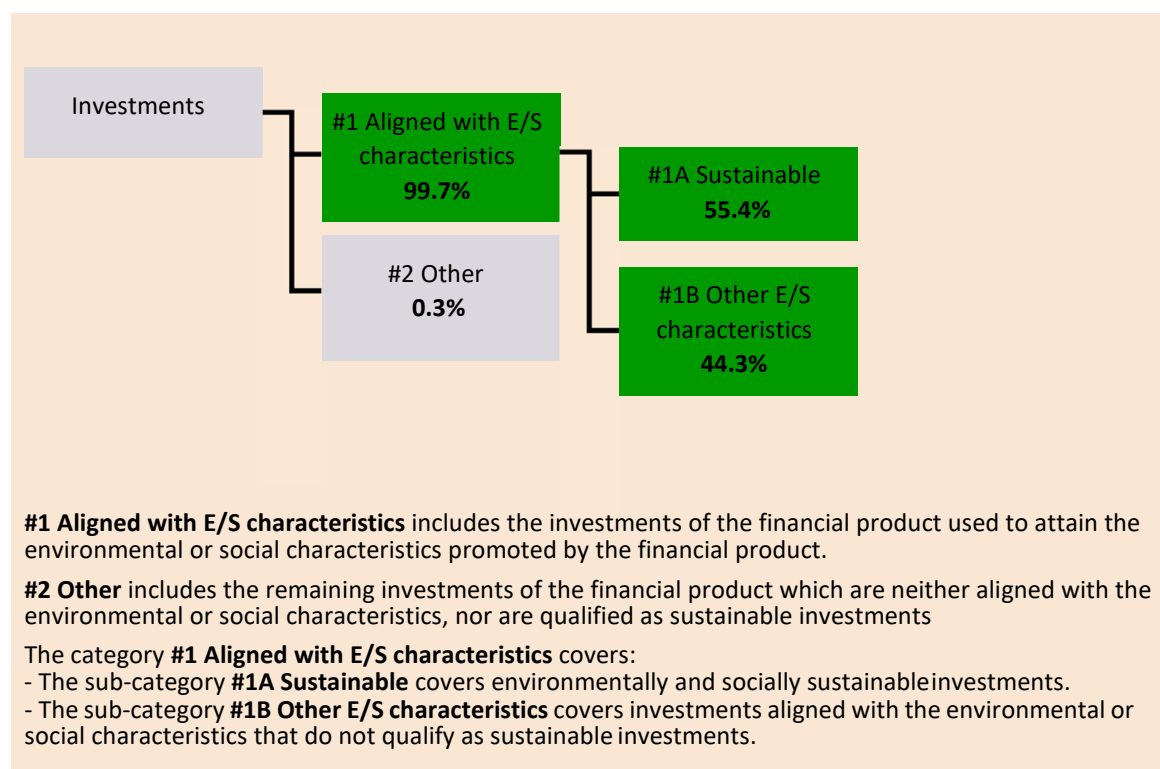 Investments
#1 Aligned with E/S
characteristics
99.7%
#2 Other
0.3%
#1A Sustainable
55.4%
#1B Other E/S
characteristics
44.3%
#1 Aligned with E/S characteristics includes the investments of the financial product used to attain the
environmental or social characteristics promoted by the financial product.
#2 Other includes the remaining investments of the financial product which are neither aligned with the
environmental or social characteristics, nor are qualified as sustainable investments
The category #1 Aligned with E/S characteristics covers:
- The sub-category #1A Sustainable covers environmentally and socially sustainable investments.
- The sub-category #1B Other E/S characteristics covers investments aligned with the environmental or
social characteristics that do not qualify as sustainable investments.